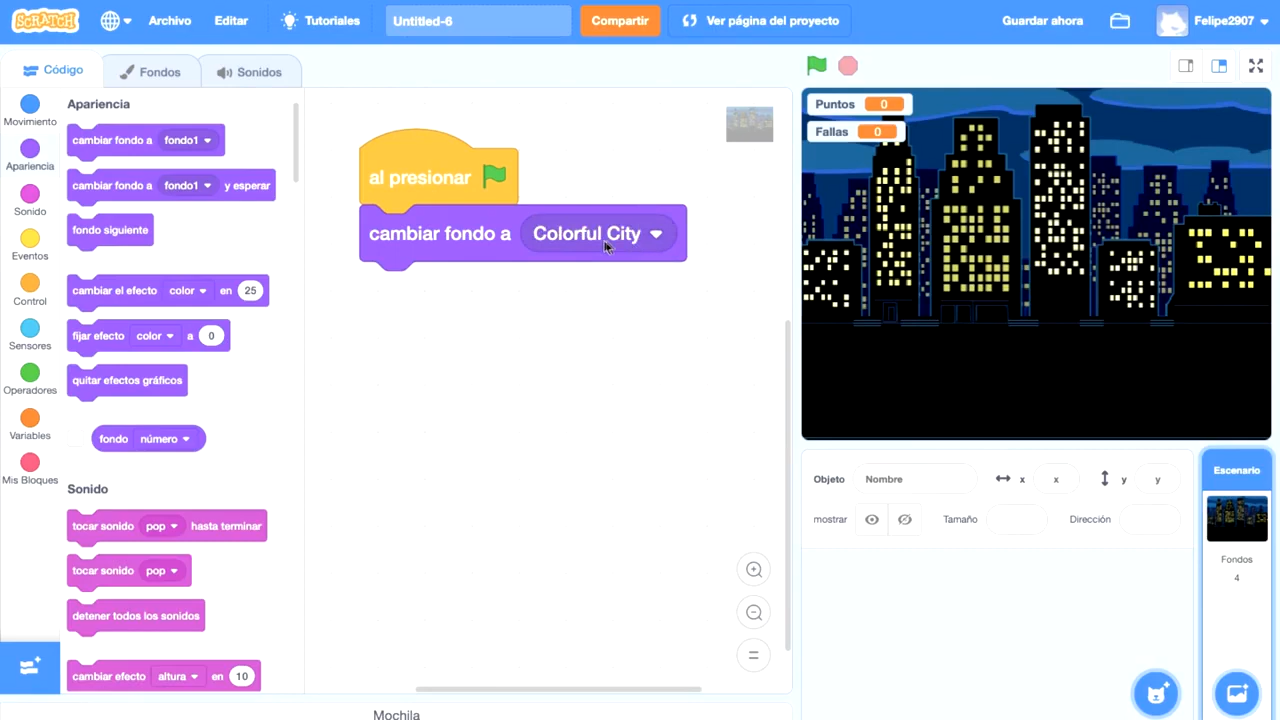 SCRATCH
Archivo
Editar
Tutoriales
Untitled-6
Compartir
Ver página del proyecto
Guardar ahora
Felipe2907
Código
Fondos
Sonidos
Movimiento
Apariencia
Sonido
Eventos
Control
Sensores
Operadores
Variables
Mis Bloques
Apariencia
cambiar fondo a fondo1
cambiar fondo a fondo1 y esperar
fondo siguiente
cambiar el efecto color en 25
fijar efecto color a 0
quitar efectos gráficos
fondo número
Sonido
tocar sonido pop hasta terminar
tocar sonido pop
detener todos los sonidos
cambiar efecto altura en 10
al presionar
cambiar fondo a Colorful City
Mochila
Puntos 0
Fallas 0
Objeto Nombre x x y y
mostrar Tamaño Dirección
Escenario
Fondos
4